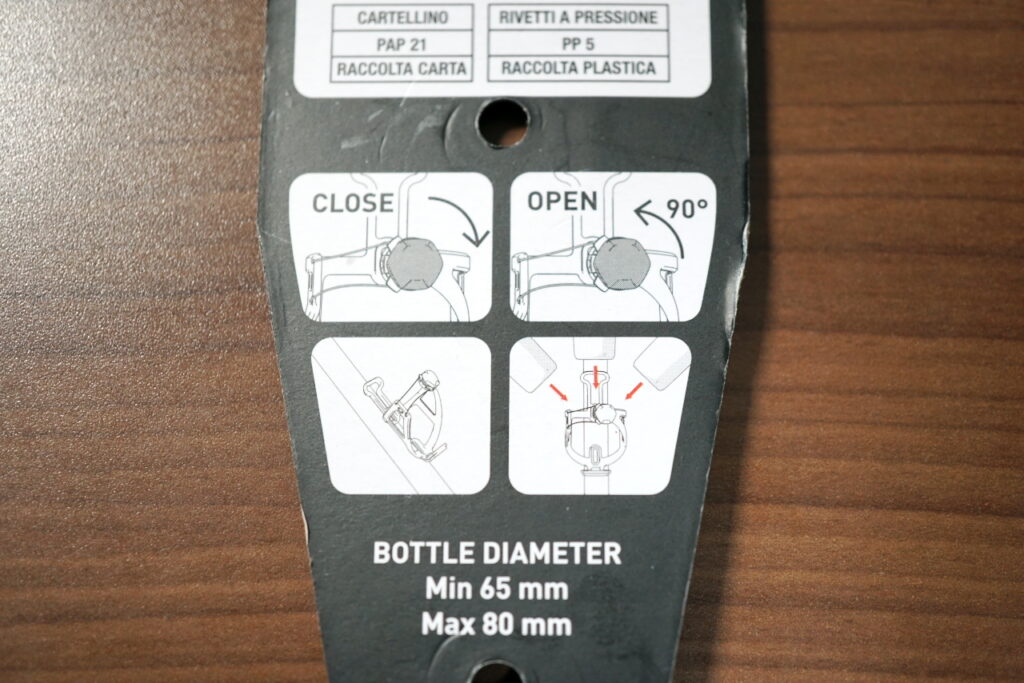 CARTELLINO
PAP 21
RACCOLTA CARTA
RIVETTI A PRESSIONE
PP 5
RACCOLTA PLASTICA
CLOSE
OPEN 90°
BOTTLE DIAMETER
Min 65 mm
Max 80 mm